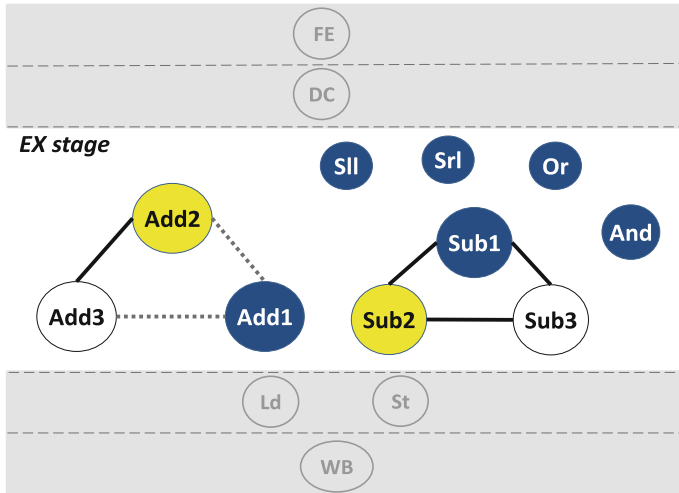 FE
DC
EX stage
Sll
Srl
Or
Add2
And
Sub1
Add3
Add1
Sub2
Sub3
Ld
St
WB